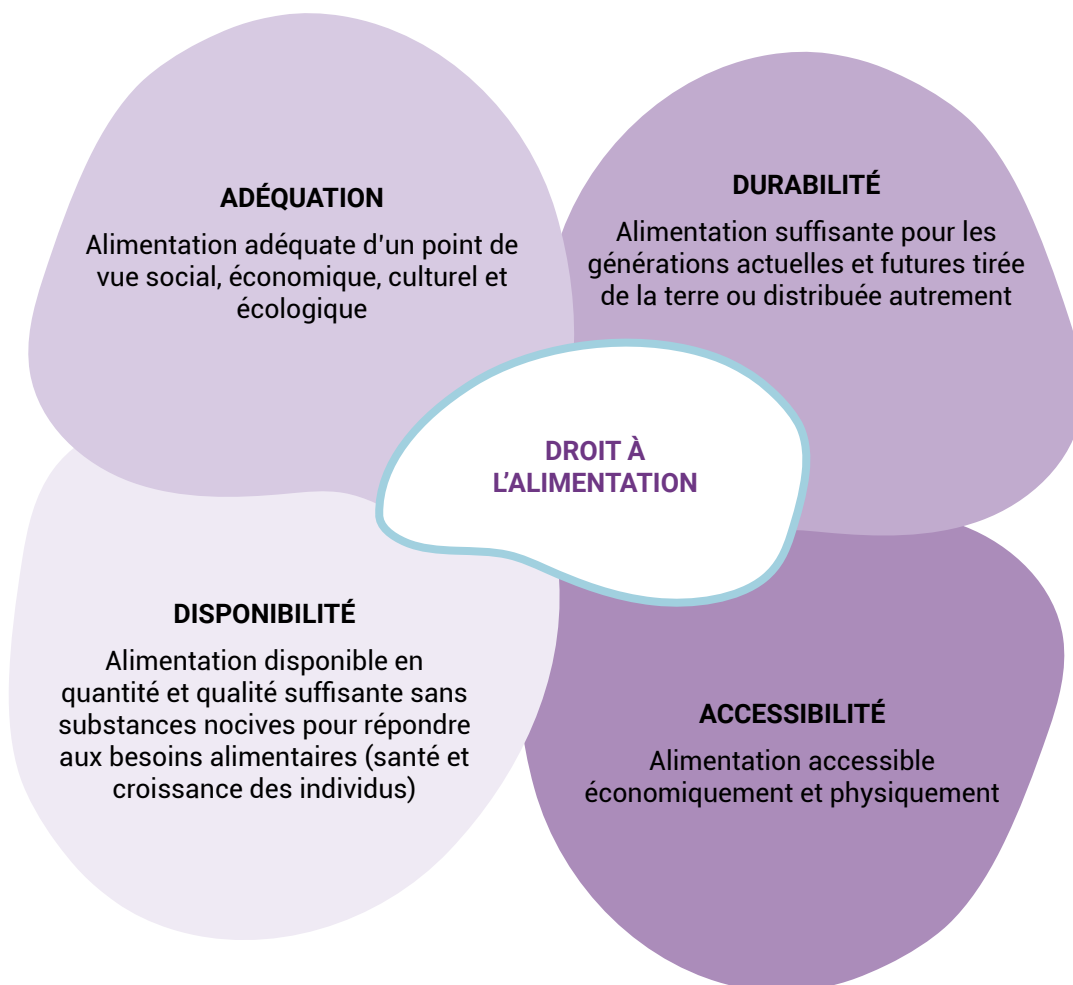 ADÉQUATION
Alimentation adéquate d'un point de
vue social, économique, culturel et
écologique
DURABILITÉ
Alimentation suffisante pour les
générations actuelles et futures tirée
de la terre ou distribuée autrement
DROIT À
L'ALIMENTATION
DISPONIBILITÉ
Alimentation disponible en
quantité et qualité suffisante sans
substances nocives pour répondre
aux besoins alimentaires (santé et
croissance des individus)
ACCESSIBILITÉ
Alimentation accessible
économiquement et physiquement